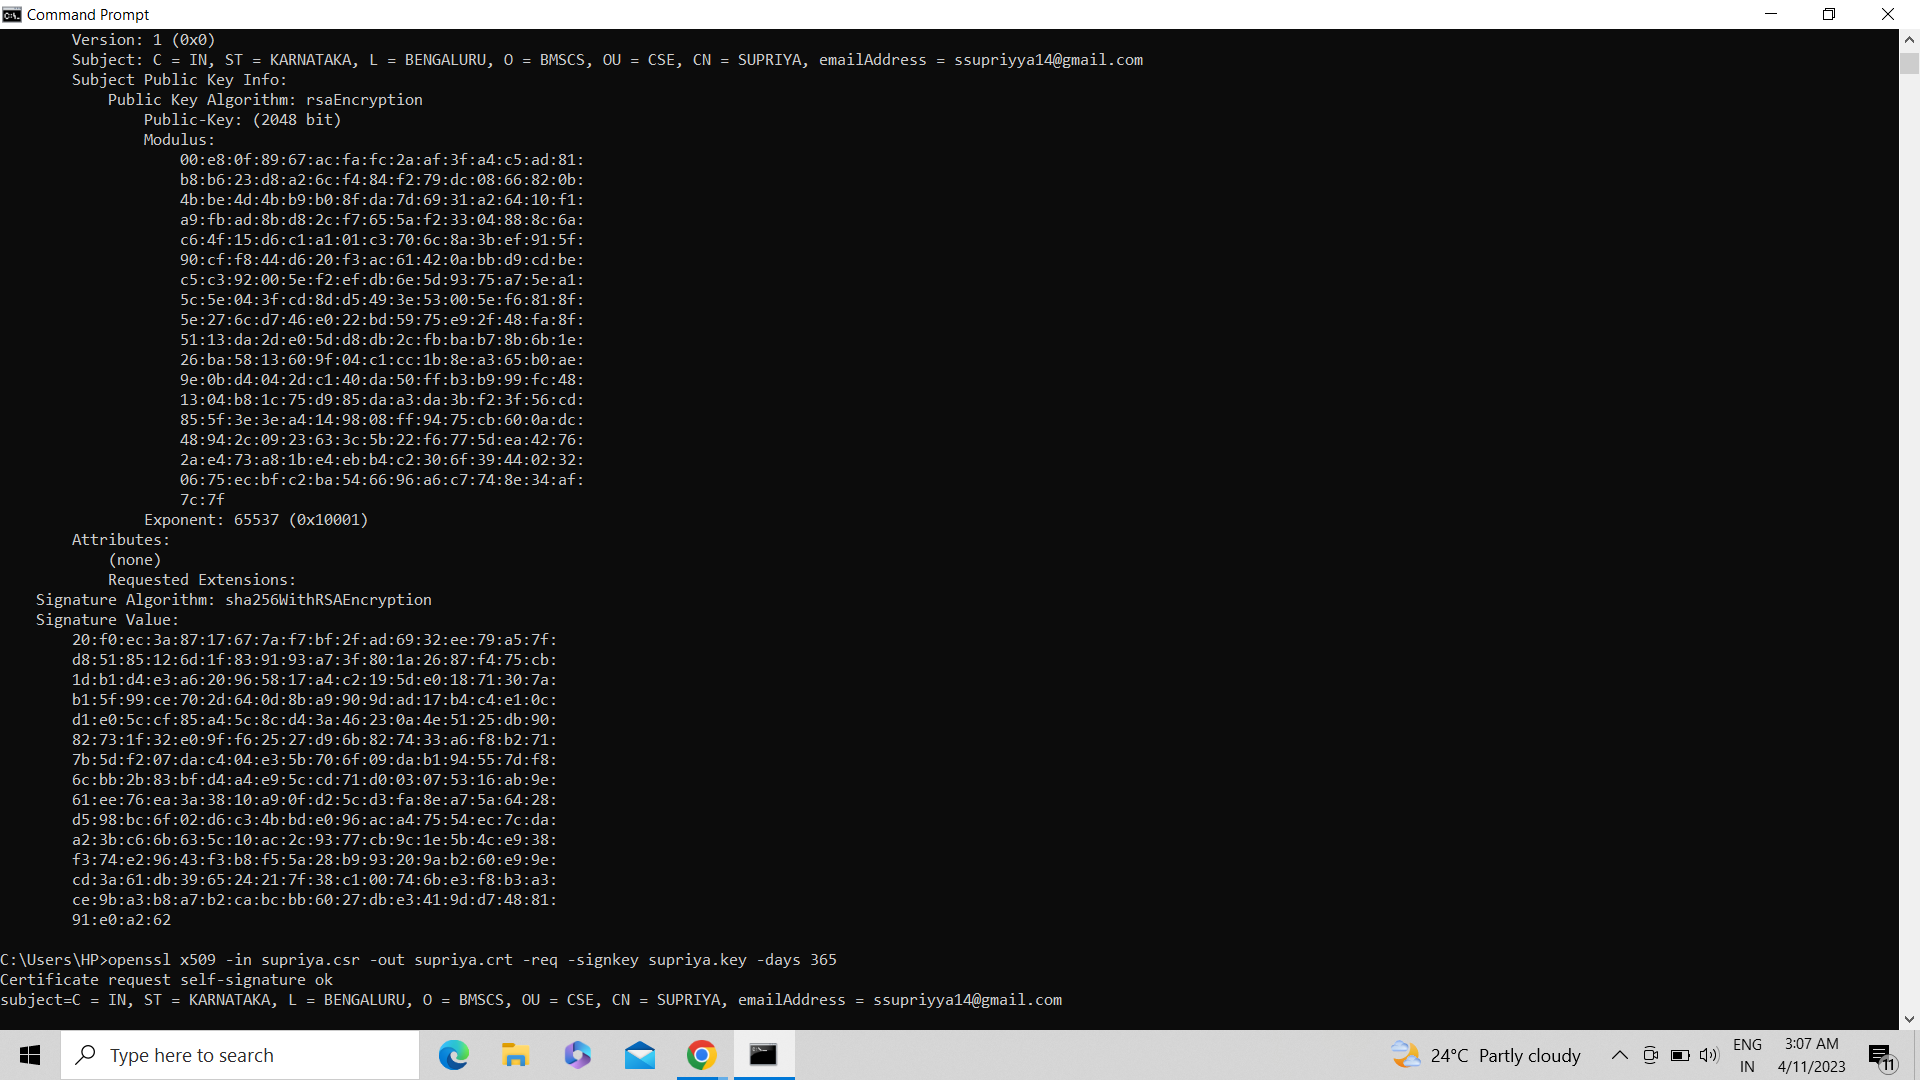 Command Prompt
Version: 1 (0x0)
Subject: C = IN, ST = KARNATAKA, L = BENGALURU, O = BMSCS, OU = CSE, CN = SUPRIYA, emailAddress = ssupriyya14@gmail.com
Subject Public Key Info:
Public Key Algorithm: rsaEncryption
Public-Key: (2048 bit)
Modulus:
00:e8:0f:89:67:ac:fa:fc:2a:af:3f:a4:c5:ad:81:
b8:b6:23:d8:a2:6c:f4:84:f2:79:dc:08:66:82:0b:
4b:be:4d:4b:b9:b0:8f:da:7d:69:31:a2:64:10:f1:
a9:fb:ad:8b:d8:2c:f7:65:5a:f2:33:04:88:8c:6a:
c6:4f:15:d6:c1:a1:01:c3:70:6c:8a:3b:ef:91:5f:
90:cf:f8:44:d6:20:f3:ac:61:42:0a:bb:d9:cd:be:
c5:c3:92:00:5e:f2:ef:db:6e:5d:93:75:a7:5e:a1:
5c:5e:04:3f:cd:8d:d5:49:3e:53:00:5e:f6:81:8f:
5e:27:6c:d7:46:e0:22:bd:59:75:e9:2f:48:fa:8f:
51:13:da:2d:e0:5d:d8:db:2c:fb:ba:b7:8b:6b:1e:
26:ba:58:13:60:9f:04:c1:cc:1b:8e:a3:65:b0:ae:
9e:0b:d4:04:2d:c1:40:da:50:ff:b3:b9:99:fc:48:
13:04:b8:1c:75:d9:85:da:a3:da:3b:f2:3f:56:cd:
85:5f:3e:3e:a4:14:98:08:ff:94:75:cb:60:0a:dc:
48:94:2c:09:23:63:3c:5b:22:f6:77:5d:ea:42:76:
2a:e4:73:a8:1b:e4:eb:b4:c2:30:6f:39:44:02:32:
06:75:ec:bf:c2:ba:54:66:96:a6:c7:74:8e:34:af:
7c:7f
Exponent: 65537 (0x10001)
Attributes:
(none)
Requested Extensions:
Signature Algorithm: sha256WithRSAEncryption
Signature Value:
20:f0:ec:3a:87:17:67:7a:f7:bf:2f:ad:69:32:ee:79:a5:7f:
d8:51:85:12:6d:1f:83:91:93:a7:3f:80:1a:26:87:f4:75:cb:
1d:b1:d4:e3:a6:20:96:58:17:a4:c2:19:5d:e0:18:71:30:7a:
b1:5f:99:ce:70:2d:64:0d:8b:a9:90:9d:ad:17:b4:c4:e1:0c:
d1:e0:5c:cf:85:a4:5c:8c:d4:3a:46:23:0a:4e:51:25:db:90:
82:73:1f:32:e0:9f:f6:25:27:d9:6b:82:74:33:a6:f8:b2:71:
7b:5d:f2:07:da:c4:04:e3:5b:70:6f:09:da:b1:94:55:7d:f8:
6c:bb:2b:83:bf:d4:a4:e9:5c:cd:71:d0:03:07:53:16:ab:9e:
61:ee:76:ea:3a:38:10:a9:0f:d2:5c:d3:fa:8e:a7:5a:64:28:
d5:98:bc:6f:02:d6:c3:4b:bd:e0:96:ac:a4:75:54:ec:7c:da:
a2:3b:c6:6b:63:5c:10:ac:2c:93:77:cb:9c:1e:5b:4c:e9:38:
f3:74:e2:96:43:f3:b8:f5:5a:28:b9:93:20:9a:b2:60:e9:9e:
cd:3a:61:db:39:65:24:21:7f:38:c1:00:74:6b:e3:f8:b3:a3:
ce:9b:a3:b8:a7:b2:ca:bc:bb:60:27:db:e3:41:9d:d7:48:81:
91:e0:a2:62
C:\Users\HP>openssl x509 -in supriya.csr -out supriya.crt -req -signkey supriya.key -days 365
Certificate request self-signature ok
subject=C = IN, ST = KARNATAKA, L = BENGALURU, O = BMSCS, OU = CSE, CN = SUPRIYA, emailAddress = ssupriyya14@gmail.com
Type here to search
24°C Partly cloudy
ENG
IN
3:07 AM
4/11/2023
11